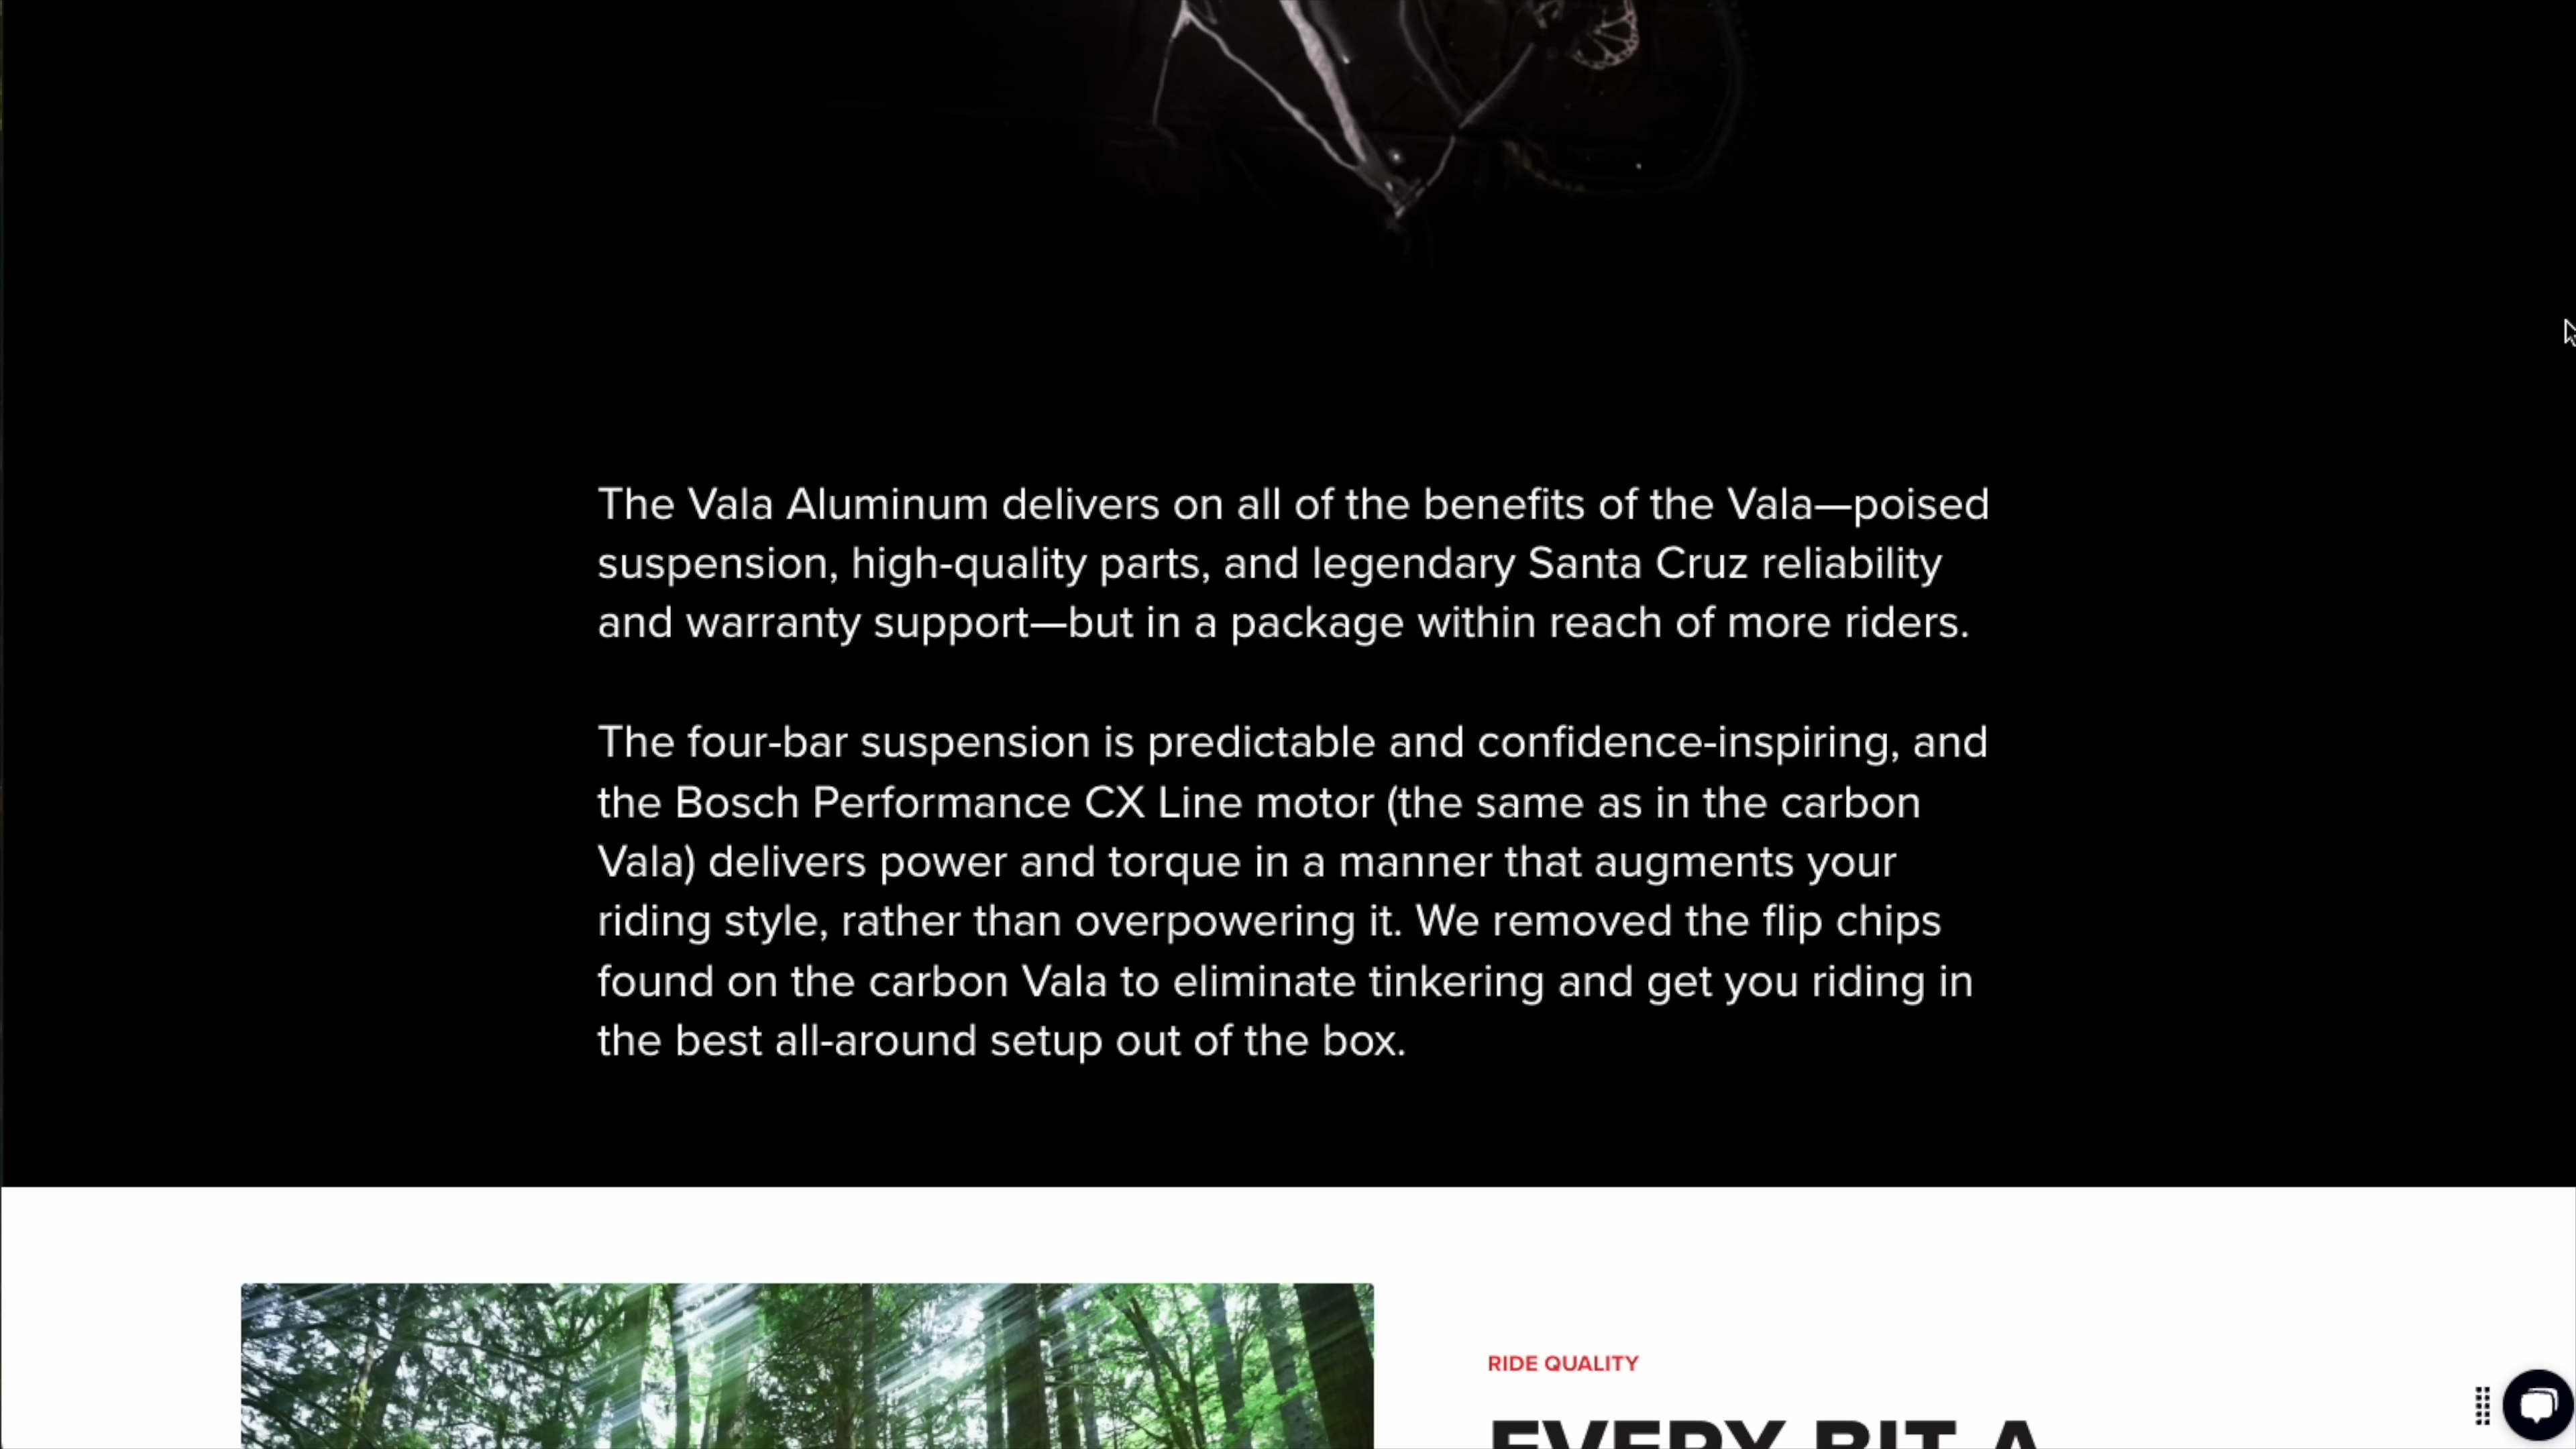 The Vala Aluminum delivers on all of the benefits of the Vala—poised
suspension, high-quality parts, and legendary Santa Cruz reliability
and warranty support—but in a package within reach of more riders.
The four-bar suspension is predictable and confidence-inspiring, and
the Bosch Performance CX Line motor (the same as in the carbon
Vala) delivers power and torque in a manner that augments your
riding style, rather than overpowering it. We removed the flip chips
found on the carbon Vala to eliminate tinkering and get you riding in
the best all-around setup out of the box.
RIDE QUALITY
EVERY BIT A